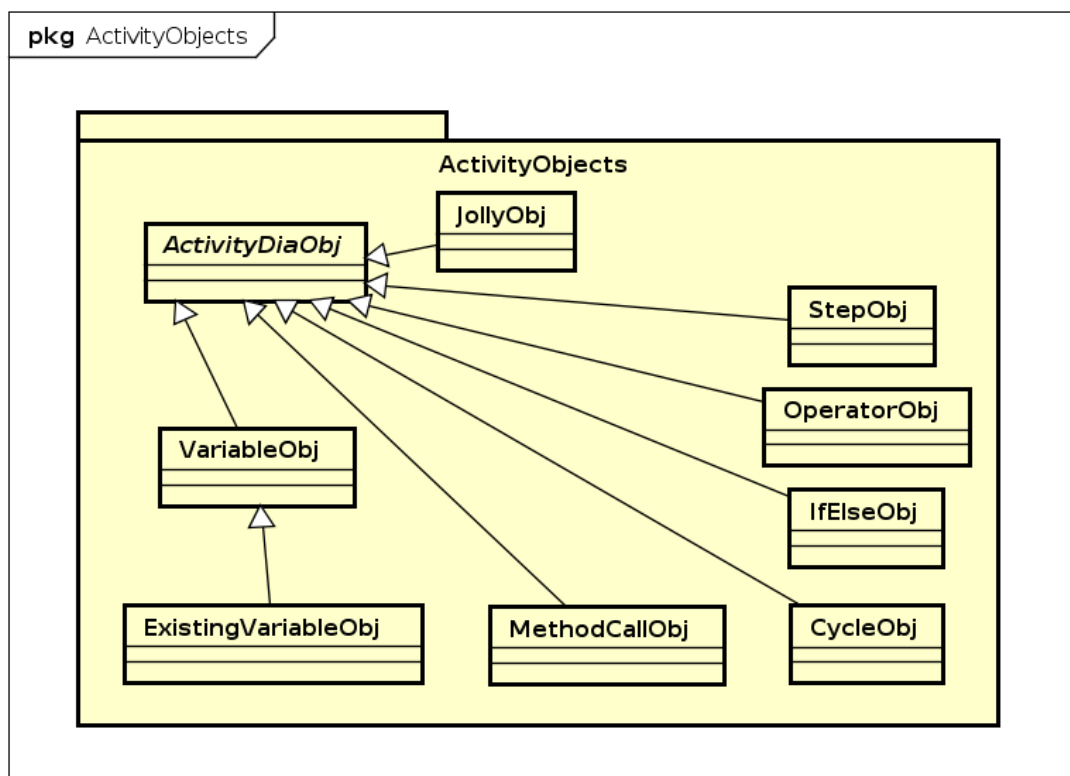 pkg ActivityObjects
ActivityObjects
JollyObj
ActivityDiaObj
StepObj
OperatorObj
VariableObj
IfElseObj
ExistingVariableObj
MethodCallObj
CycleObj